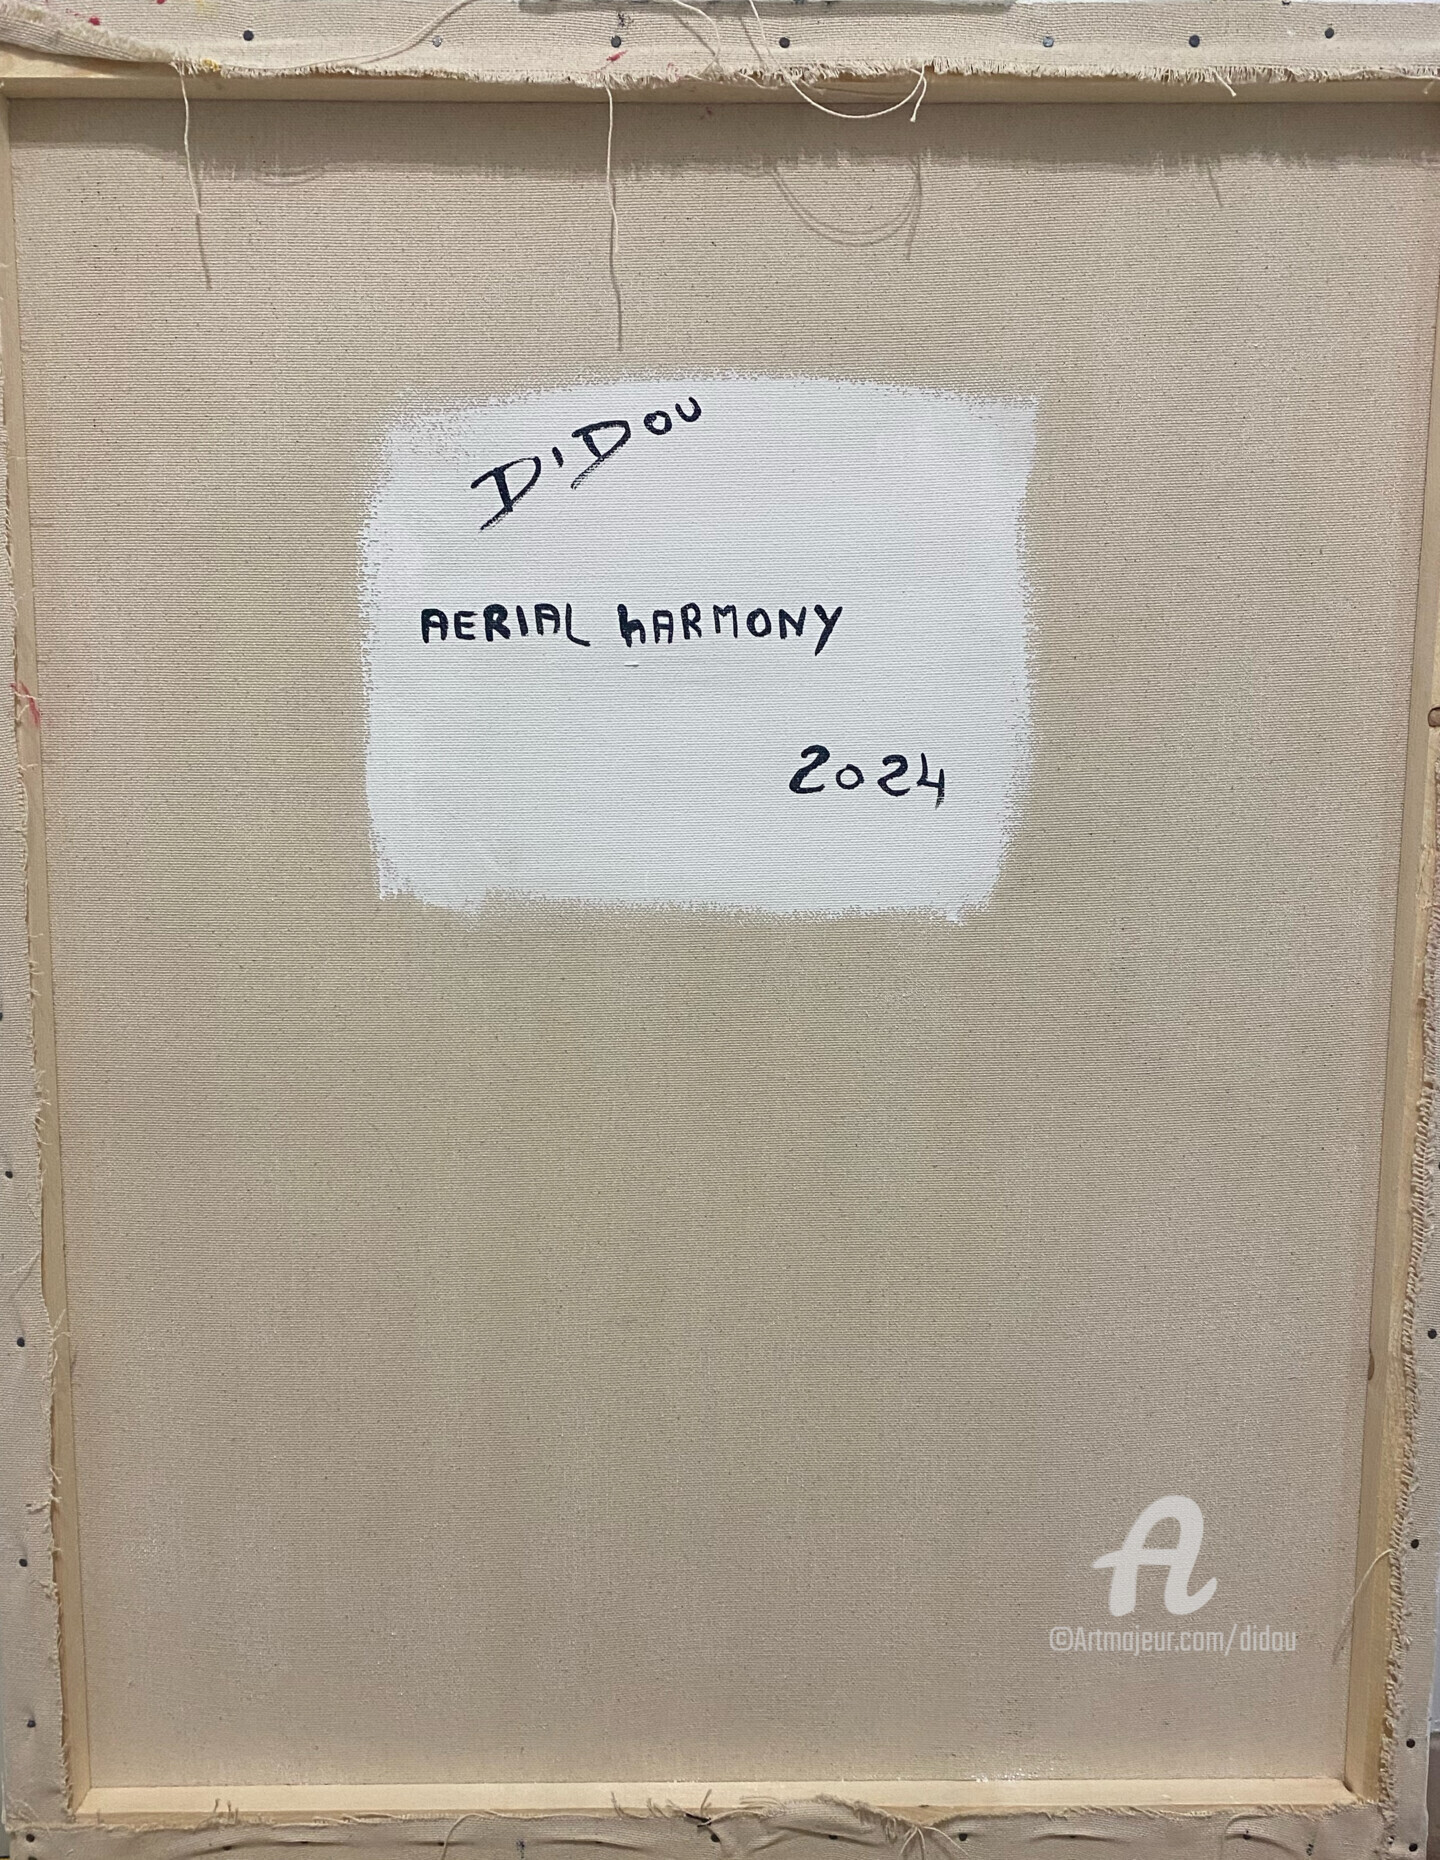 DiDou
AERIAL hARMONY
2024
A
©Artmajeur.com/didou